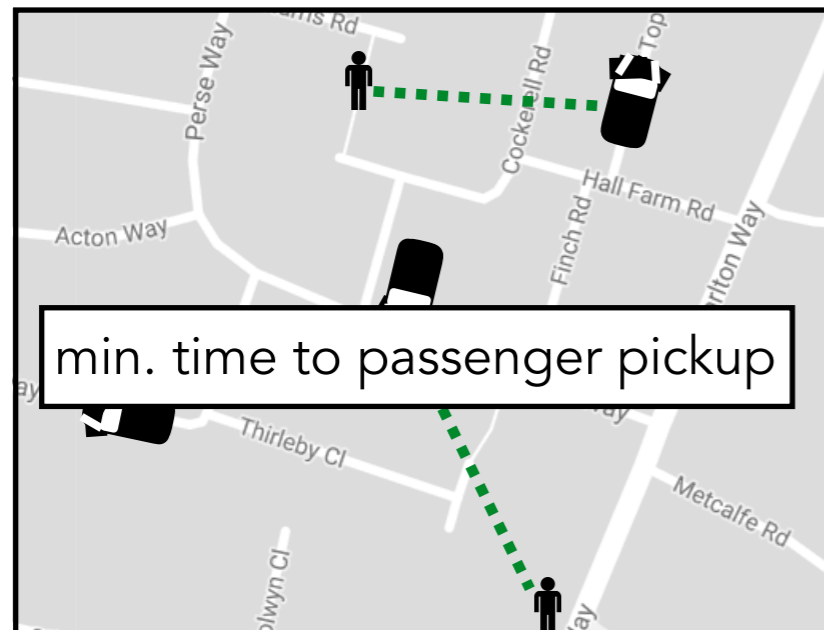 Top
Perse Way
Cockerell Rd
Hall Farm Rd
Acton Way
Finch Rd
min. time to passenger pickup
Thirleby Cl
Metcalfe Rd